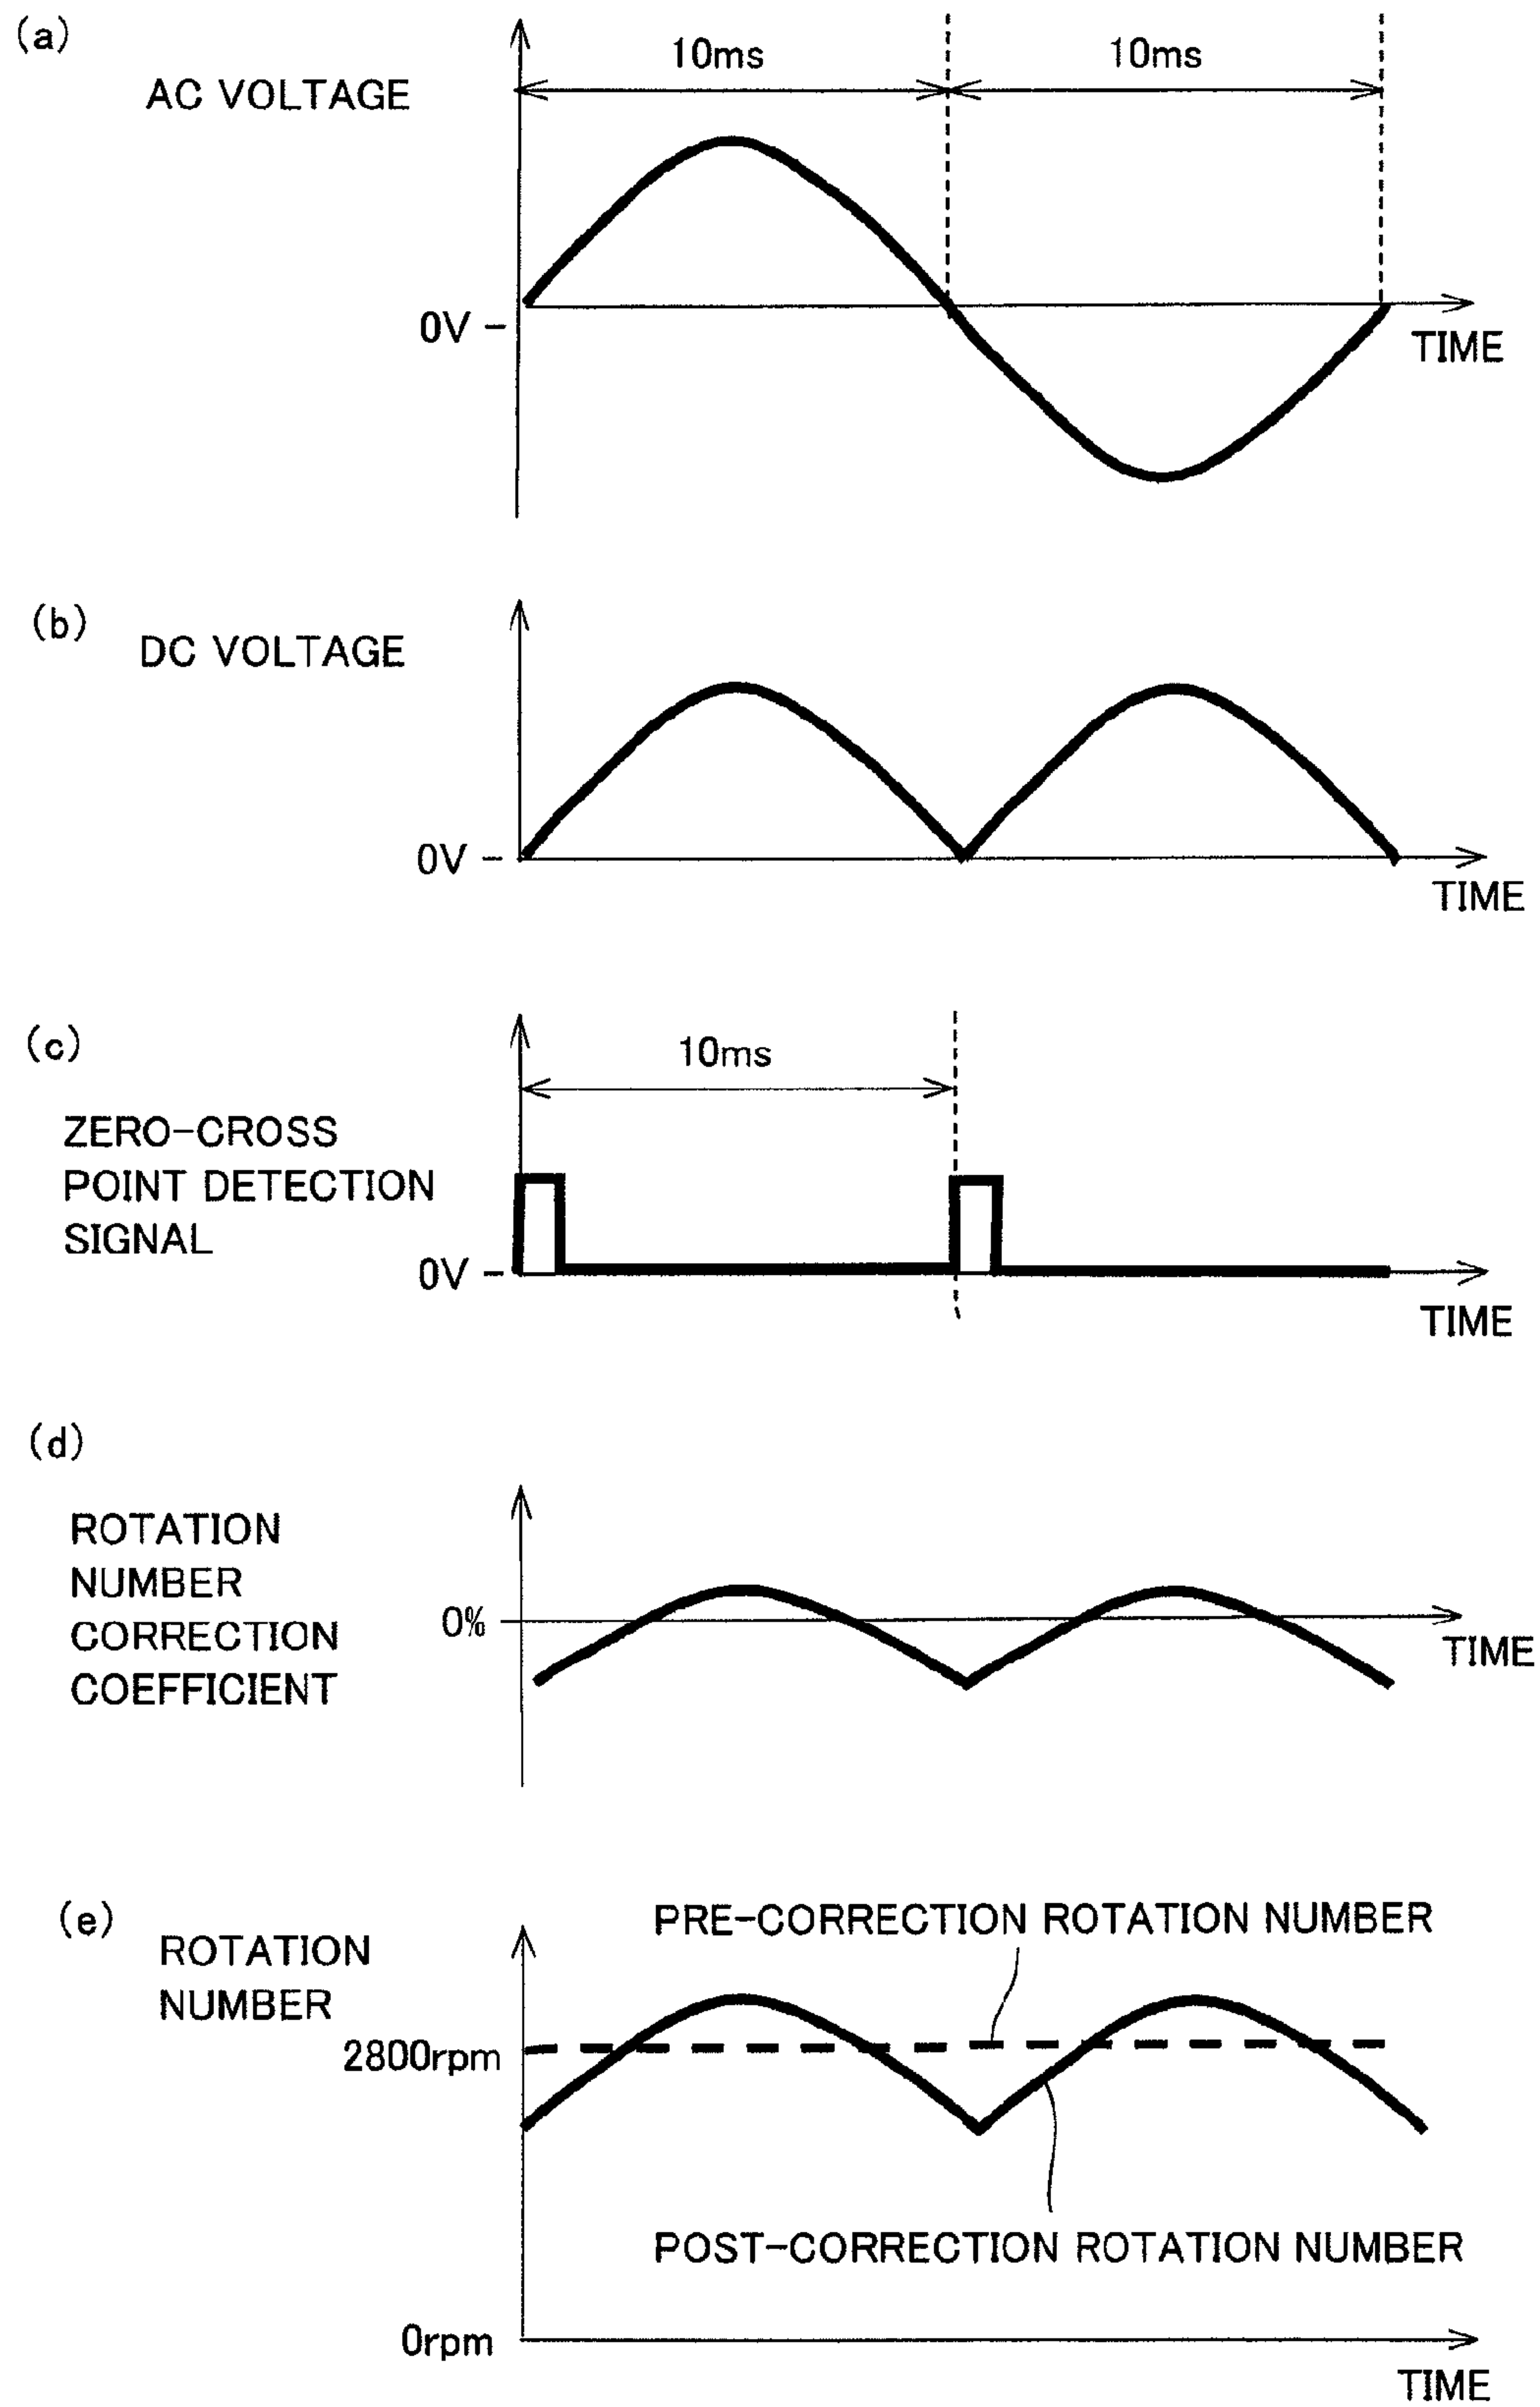 (a)
AC VOLTAGE
10ms
10ms
0V
TIME
(b)
DC VOLTAGE
0V
TIME
(c)
10ms
ZERO-CROSS
POINT DETECTION
SIGNAL
0V
TIME
(d)
ROTATION
NUMBER
CORRECTION
COEFFICIENT
0%
TIME
(e)
ROTATION
NUMBER
PRE-CORRECTION ROTATION NUMBER
2800rpm
POST-CORRECTION ROTATION NUMBER
0rpm
TIME